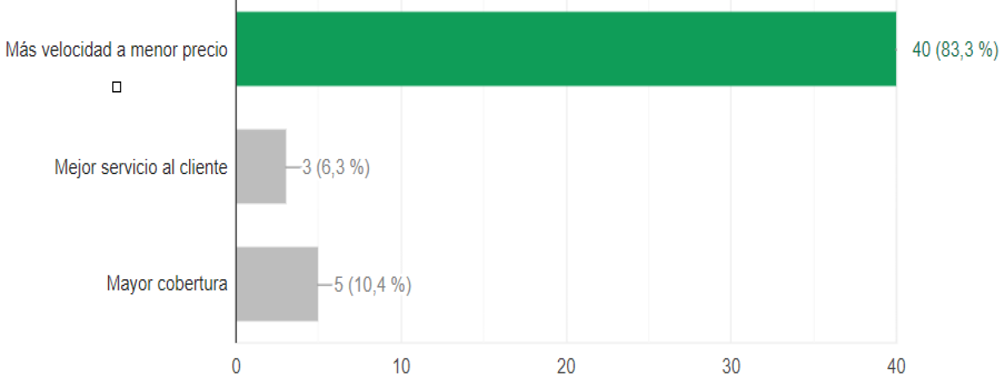 Más velocidad a menor precio
40 (83,3 %)
Mejor servicio al cliente
3 (6,3 %)
Mayor cobertura
5 (10,4 %)
0
10
20
30
40